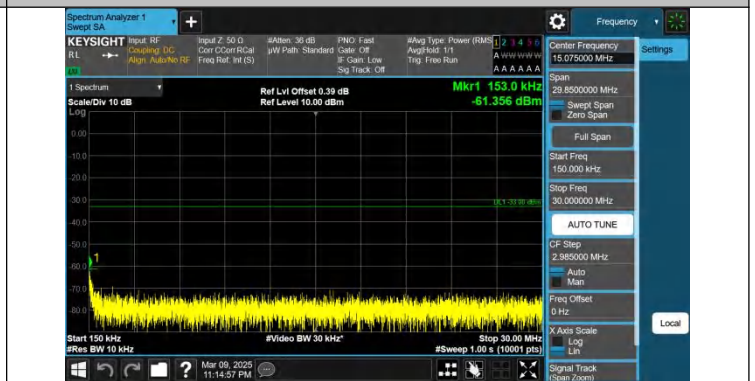 Spectrum Analyzer 1
Swept SA
Frequency
KEYSIGHT
RL
Input: RF
Coupling: DC
Align: Auto/No RF
Input Z: 50 Ω
Corr CCorr RCal
Freq Ref: Int (S)
#Atten: 36 dB
µW Path: Standard
PNO: Fast
Gate: Off
IF Gain: Low
Sig Track: Off
#Avg Type: Power (RMS)
Avg|Hold: 1/1
Trig: Free Run
1 2 3 4 5 6
A W W W W W
A A A A A A
1 Spectrum
Scale/Div 10 dB
Log
Ref Lvl Offset 0.39 dB
Ref Level 10.00 dBm
Mkr1 153.0 kHz
-61.356 dBm
0.00
-10.0
-20.0
-30.0
-40.0
-50.0
-60.0
-70.0
-80.0
1
Start 150 kHz
#Res BW 10 kHz
#Video BW 30 kHz*
Stop 30.00 MHz
#Sweep 1.00 s (10001 pts)
Mar 09, 2025
11:14:57 PM
Center Frequency
15.075000 MHz
Settings
Span
29.8500000 MHz
Swept Span
Zero Span
Full Span
Start Freq
150.000 kHz
Stop Freq
30.000000 MHz
AUTO TUNE
CF Step
2.985000 MHz
Auto
Man
Freq Offset
0 Hz
X Axis Scale
Log
Lin
Local
Signal Track
(Span Zoom)